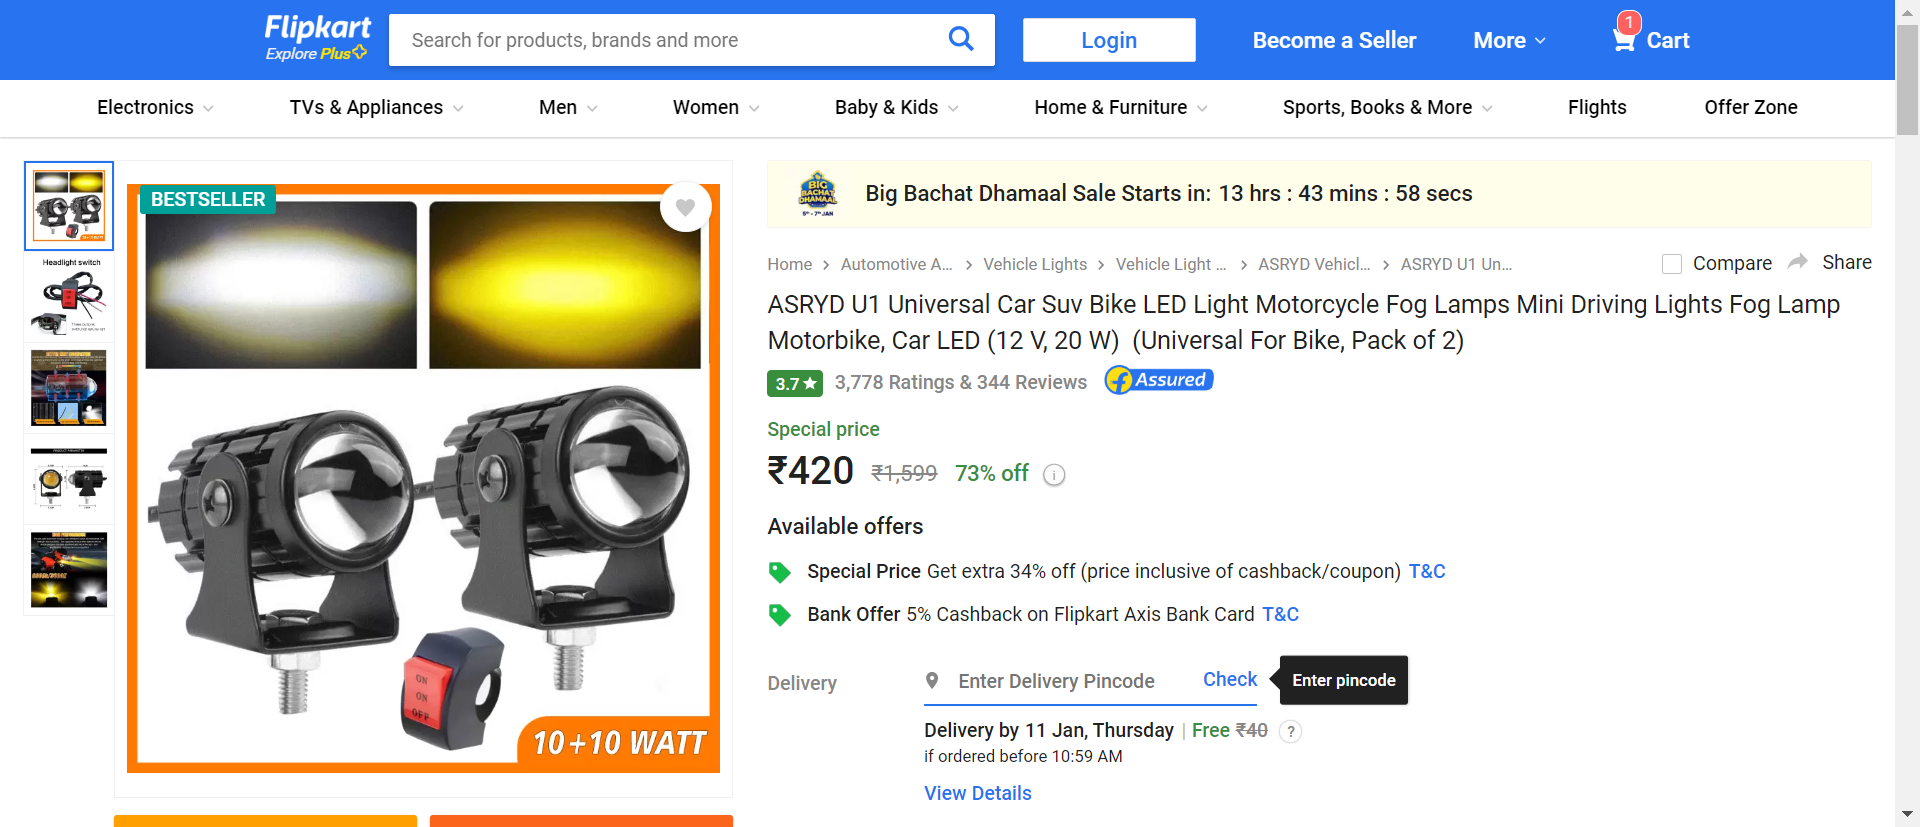 Flipkart
Explore Plus
Search for products, brands and more
Login
Become a Seller
More
1
Cart
Electronics
TVs & Appliances
Men
Women
Baby & Kids
Home & Furniture
Sports, Books & More
Flights
Offer Zone
BESTSELLER
Headlight switch
ON
ON
OFF
10+10 WATT
BIG
BACHAT
DHAMAAL
5th - 7th JAN
Big Bachat Dhamaal Sale Starts in: 13 hrs : 43 mins : 58 secs
Home
Automotive A...
Vehicle Lights
Vehicle Light ...
ASRYD Vehicl...
ASRYD U1 Un...
Compare
Share
ASRYD U1 Universal Car Suv Bike LED Light Motorcycle Fog Lamps Mini Driving Lights Fog Lamp
Motorbike, Car LED (12 V, 20 W) (Universal For Bike, Pack of 2)
3.7★ 3,778 Ratings & 344 Reviews Assured
Special price
₹420 ₹1,599 73% off
Available offers
Special Price Get extra 34% off (price inclusive of cashback/coupon) T&C
Bank Offer 5% Cashback on Flipkart Axis Bank Card T&C
Delivery
Enter Delivery Pincode
Check
Enter pincode
Delivery by 11 Jan, Thursday | Free ₹40 ?
if ordered before 10:59 AM
View Details